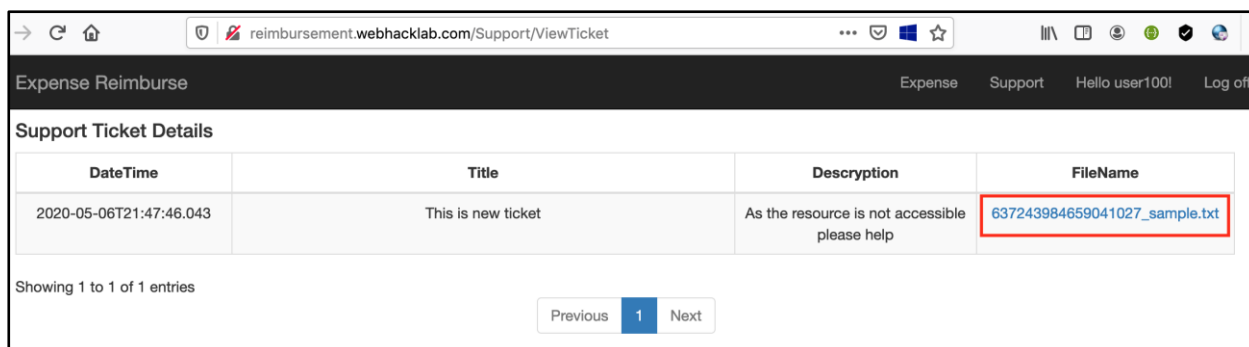 reimbursement.webhacklab.com/Support/ViewTicket
Expense Reimburse
Expense
Support
Hello user100!
Log off
Support Ticket Details
DateTime
Title
Descryption
FileName
2020-05-06T21:47:46.043
This is new ticket
As the resource is not accessible
please help
637243984659041027_sample.txt
Showing 1 to 1 of 1 entries
Previous
1
Next